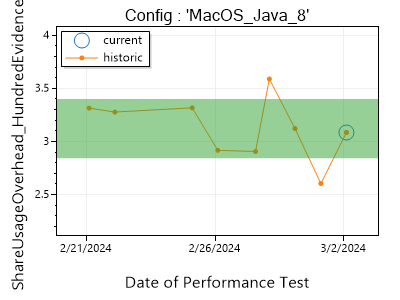 Config : 'MacOS_Java_8'
current
historic
ShareUsageOverhead_HundredEvidence
4
3.5
3
2.5
2/21/2024
2/26/2024
3/2/2024
Date of Performance Test